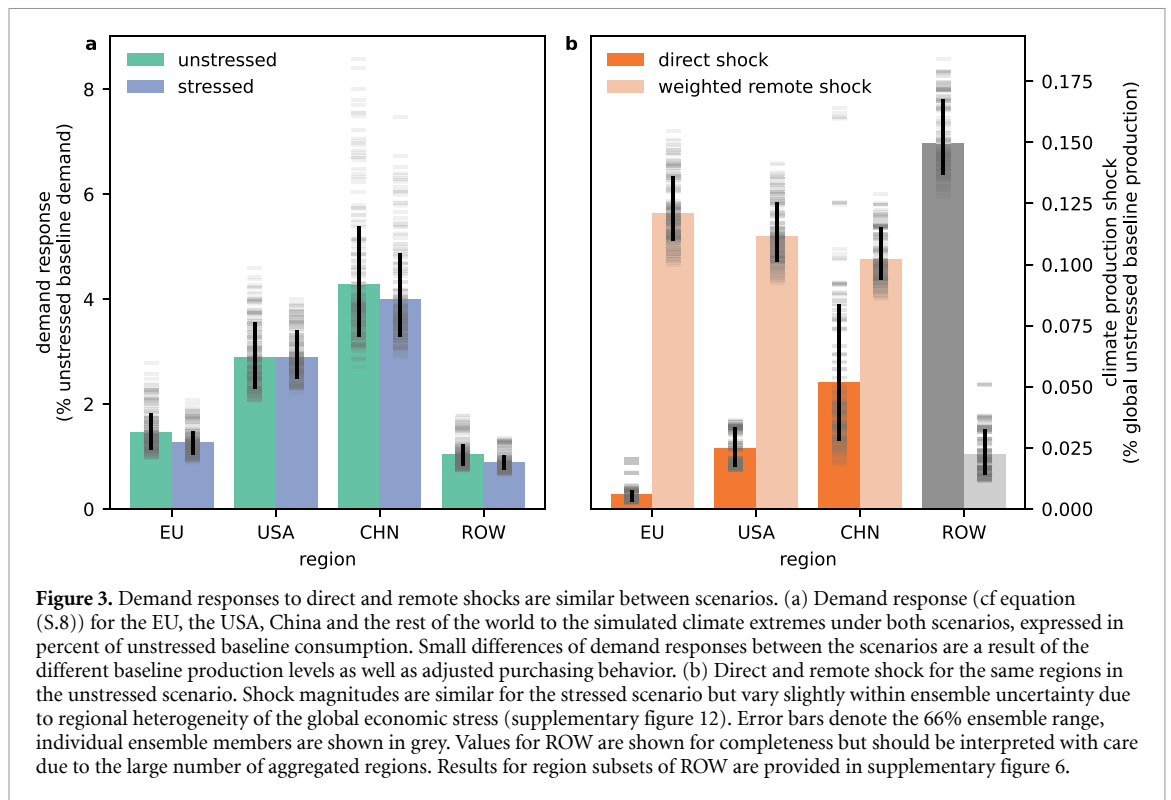 a
unstressed
stressed
8
6
4
2
0
demand response
(% unstressed baseline demand)
EU
USA
CHN
ROW
region
b
direct shock
weighted remote shock
0.175
0.150
0.125
0.100
0.075
0.050
0.025
0.000
climate production shock
(% global unstressed baseline production)
EU
USA
CHN
ROW
region
Figure 3. Demand responses to direct and remote shocks are similar between scenarios. (a) Demand response (cf equation
(S.8)) for the EU, the USA, China and the rest of the world to the simulated climate extremes under both scenarios, expressed in
percent of unstressed baseline consumption. Small differences of demand responses between the scenarios are a result of the
different baseline production levels as well as adjusted purchasing behavior. (b) Direct and remote shock for the same regions in
the unstressed scenario. Shock magnitudes are similar for the stressed scenario but vary slightly within ensemble uncertainty due
to regional heterogeneity of the global economic stress (supplementary figure 12). Error bars denote the 66% ensemble range,
individual ensemble members are shown in grey. Values for ROW are shown for completeness but should be interpreted with care
due to the large number of aggregated regions. Results for region subsets of ROW are provided in supplementary figure 6.